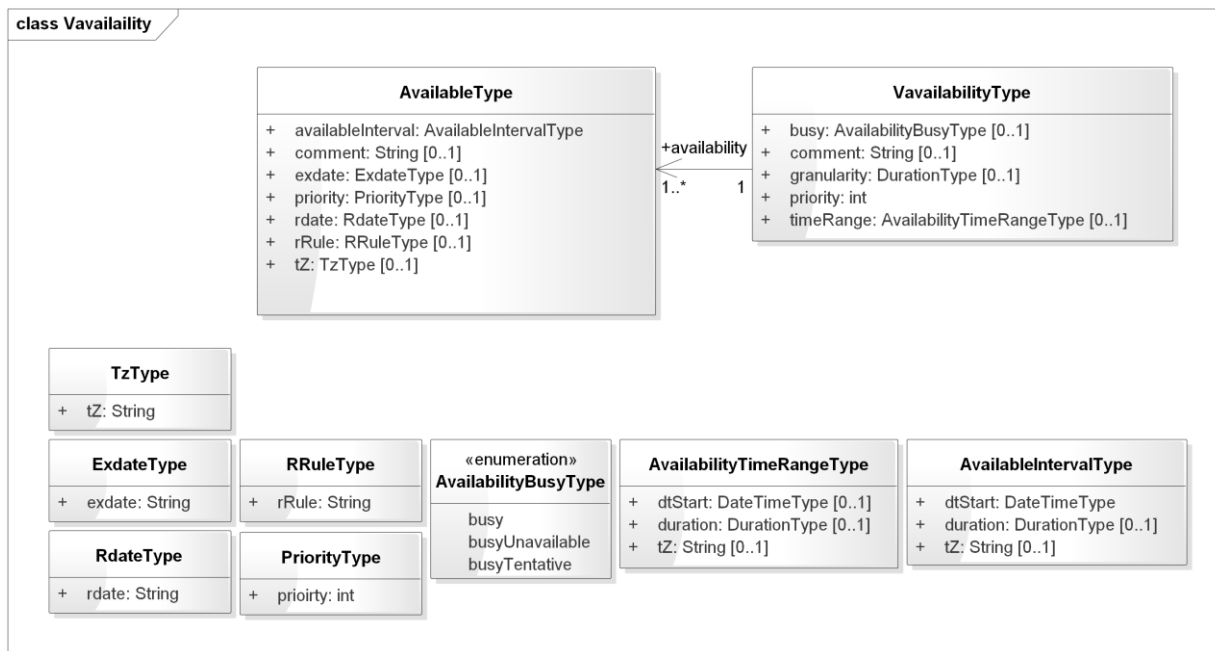 class Vavailaility
AvailableType
+ availableInterval: AvailableIntervalType
+ comment: String [0..1]
+ exdate: ExdateType [0..1]
+ priority: PriorityType [0..1]
+ rdate: RdateType [0..1]
+ rRule: RRuleType [0..1]
+ tZ: TzType [0..1]
+availability
1..* 1
VavailabilityType
+ busy: AvailabilityBusyType [0..1]
+ comment: String [0..1]
+ granularity: DurationType [0..1]
+ priority: int
+ timeRange: AvailabilityTimeRangeType [0..1]
TzType
+ tZ: String
ExdateType
+ exdate: String
RRuleType
+ rRule: String
«enumeration»
AvailabilityBusyType
busy
busyUnavailable
busyTentative
AvailabilityTimeRangeType
+ dtStart: DateTimeType [0..1]
+ duration: DurationType [0..1]
+ tZ: String [0..1]
AvailableIntervalType
+ dtStart: DateTimeType
+ duration: DurationType [0..1]
+ tZ: String [0..1]
RdateType
+ rdate: String
PriorityType
+ prioirty: int